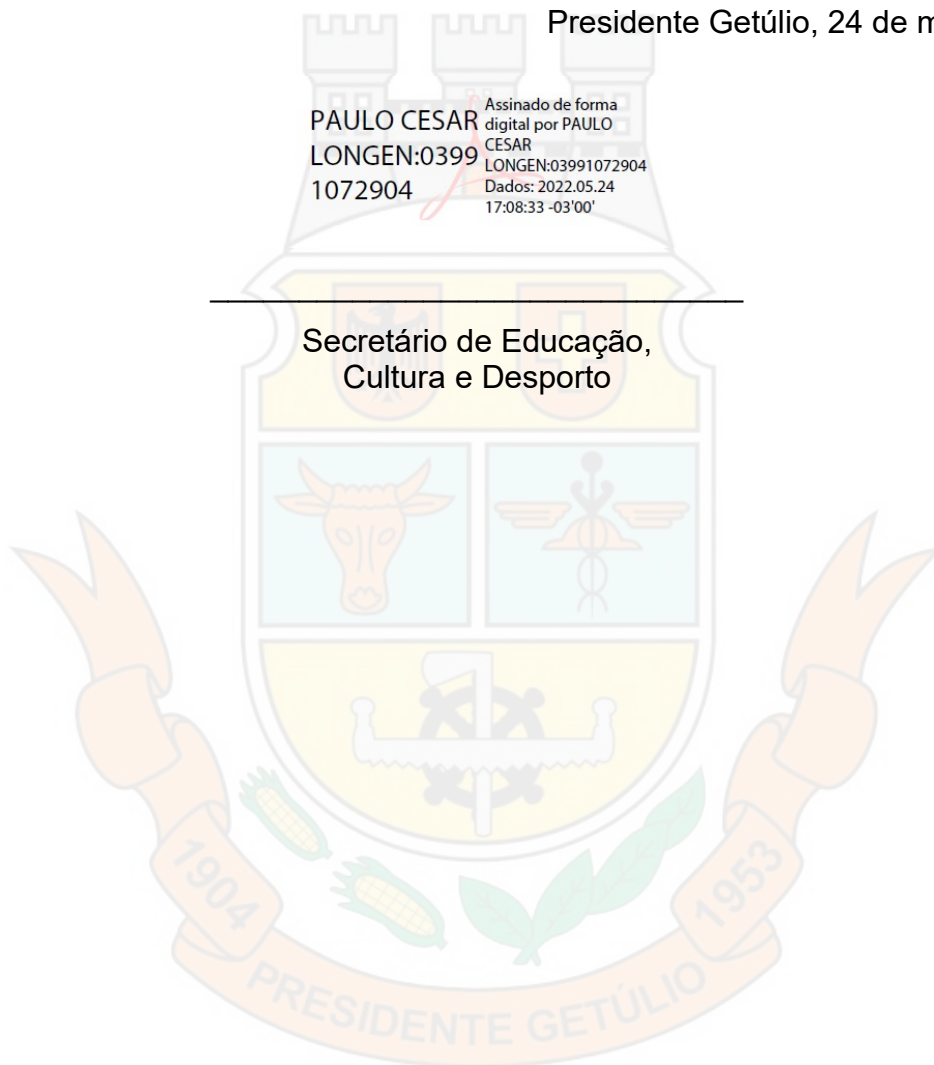 Presidente Getúlio, 24 de m
PAULO CESAR
LONGEN:0399
1072904
Assinado de forma
digital por PAULO
CESAR
LONGEN:03991072904
Dados: 2022.05.24
17:08:33 -03'00'
Secretário de Educação,
Cultura e Desporto
1904
1953
PRESIDENTE GETÚLIO